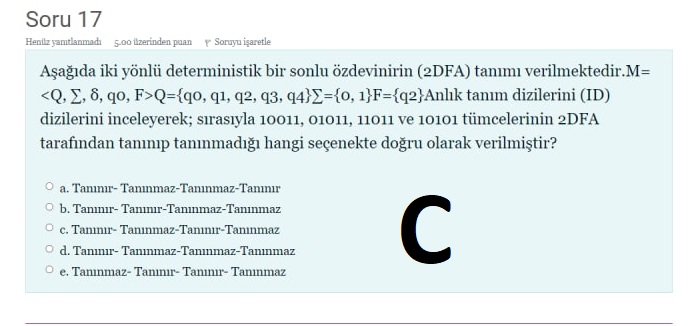 Soru 17
Henüz yanıtlanmadı 5,00 üzerinden puan Soruyu işaretle
Aşağıda iki yönlü deterministik bir sonlu özdevinirin (2DFA) tanımı verilmektedir.M=
<Q, ∑, δ, q0, F>Q={q0, q1, q2, q3, q4}∑={0, 1}F={q2}Anlık tanım dizilerini (ID)
dizilerini inceleyerek; sırasıyla 10011, 01011, 11011 ve 10101 tümcelerinin 2DFA
tarafından tanınıp tanınmadığı hangi seçenekte doğru olarak verilmiştir?
a. Tanınır- Tanınmaz-Tanınmaz-Tanınır
b. Tanınır- Tanınır-Tanınmaz-Tanınmaz
c. Tanınır- Tanınmaz-Tanınır-Tanınmaz
d. Tanınır- Tanınmaz-Tanınmaz-Tanınmaz
e. Tanınmaz- Tanınır- Tanınır- Tanınmaz
C